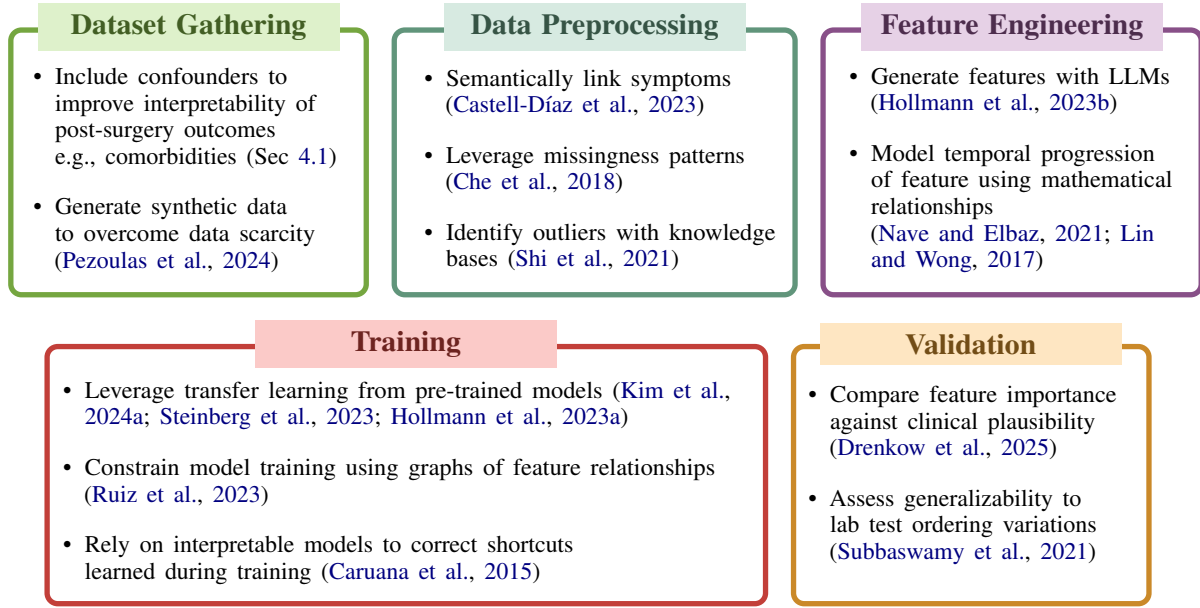 Dataset Gathering
• Include confounders to
improve interpretability of
post-surgery outcomes
e.g., comorbidities (Sec 4.1)
• Generate synthetic data
to overcome data scarcity
(Pezoulas et al., 2024)
Data Preprocessing
• Semantically link symptoms
(Castell-Díaz et al., 2023)
• Leverage missingness patterns
(Che et al., 2018)
• Identify outliers with knowledge
bases (Shi et al., 2021)
Feature Engineering
• Generate features with LLMs
(Hollmann et al., 2023b)
• Model temporal progression
of feature using mathematical
relationships
(Nave and Elbaz, 2021; Lin
and Wong, 2017)
Training
• Leverage transfer learning from pre-trained models (Kim et al.,
2024a; Steinberg et al., 2023; Hollmann et al., 2023a)
• Constrain model training using graphs of feature relationships
(Ruiz et al., 2023)
• Rely on interpretable models to correct shortcuts
learned during training (Caruana et al., 2015)
Validation
• Compare feature importance
against clinical plausibility
(Drenkow et al., 2025)
• Assess generalizability to
lab test ordering variations
(Subbaswamy et al., 2021)